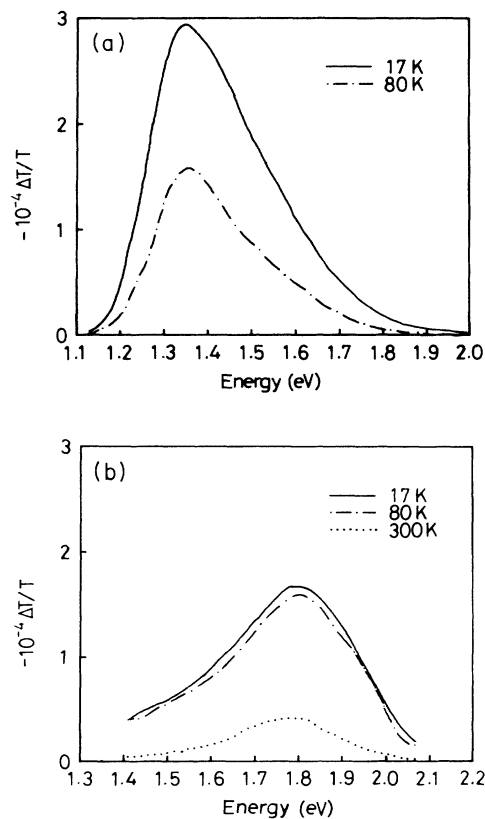 (a)
17 K
80 K
-10⁻⁴ ΔT/T
3
2
1
0
1.1 1.2 1.3 1.4 1.5 1.6 1.7 1.8 1.9 2.0
Energy (eV)
(b)
17 K
80 K
300K
-10⁻⁴ ΔT/T
3
2
1
0
1.3 1.4 1.5 1.6 1.7 1.8 1.9 2.0 2.1 2.2
Energy (eV)